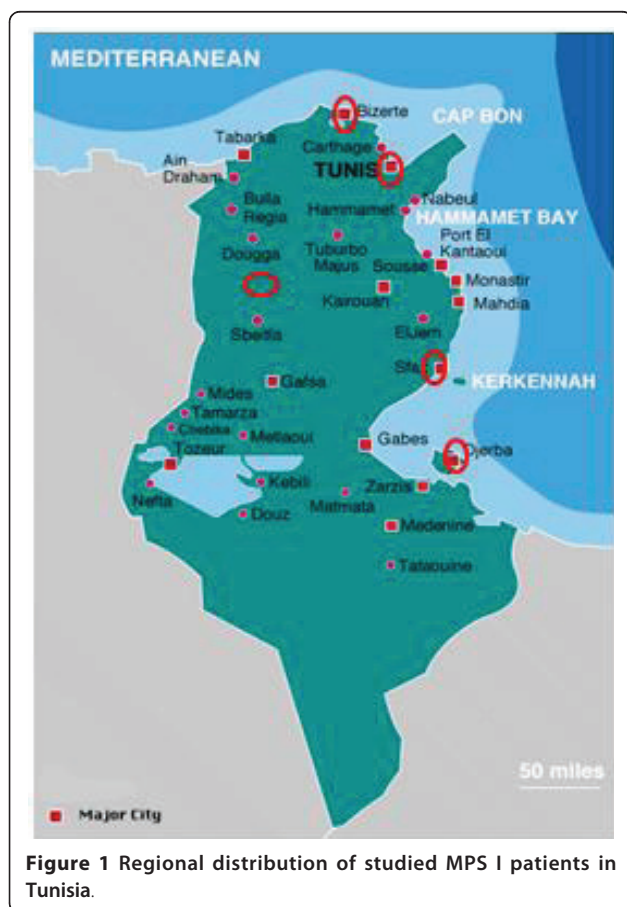 MEDITERRANEAN
Bizerte
CAP BON
Carthage
Tabarka
TUNIS
Ain
Draham
Nabeul
Bulla
Regia
Hammamet
HAMMAMET BAY
Port El
Kantaoui
Dougga
Tuburbo
Majus
Sousse
Monastir
Kairouan
Mahdia
Sbeitla
ElJem
Sfax
KERKENNAH
Gafsa
Mides
Tamarza
Chebika
Metlaoui
Gabes
Djerba
Tozeur
Kebili
Zarzis
Nefta
Matmata
Douz
Medenine
Tataouine
50 miles
Major City
Figure 1 Regional distribution of studied MPS I patients in
Tunisia.